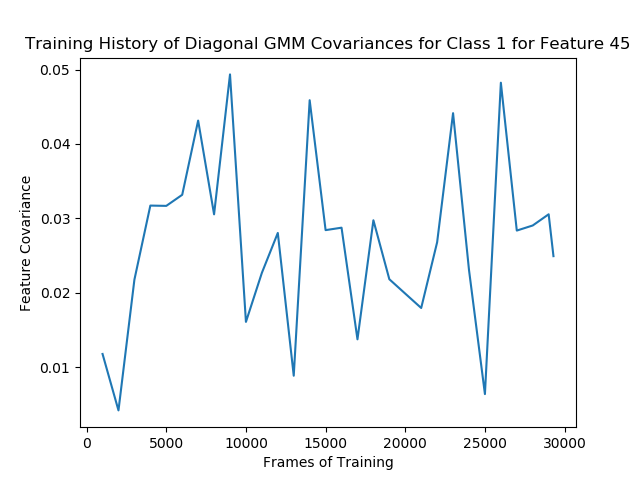 Training History of Diagonal GMM Covariances for Class 1 for Feature 45
0.05
0.04
0.03
0.02
0.01
Feature Covariance
0 5000 10000 15000 20000 25000 30000
Frames of Training